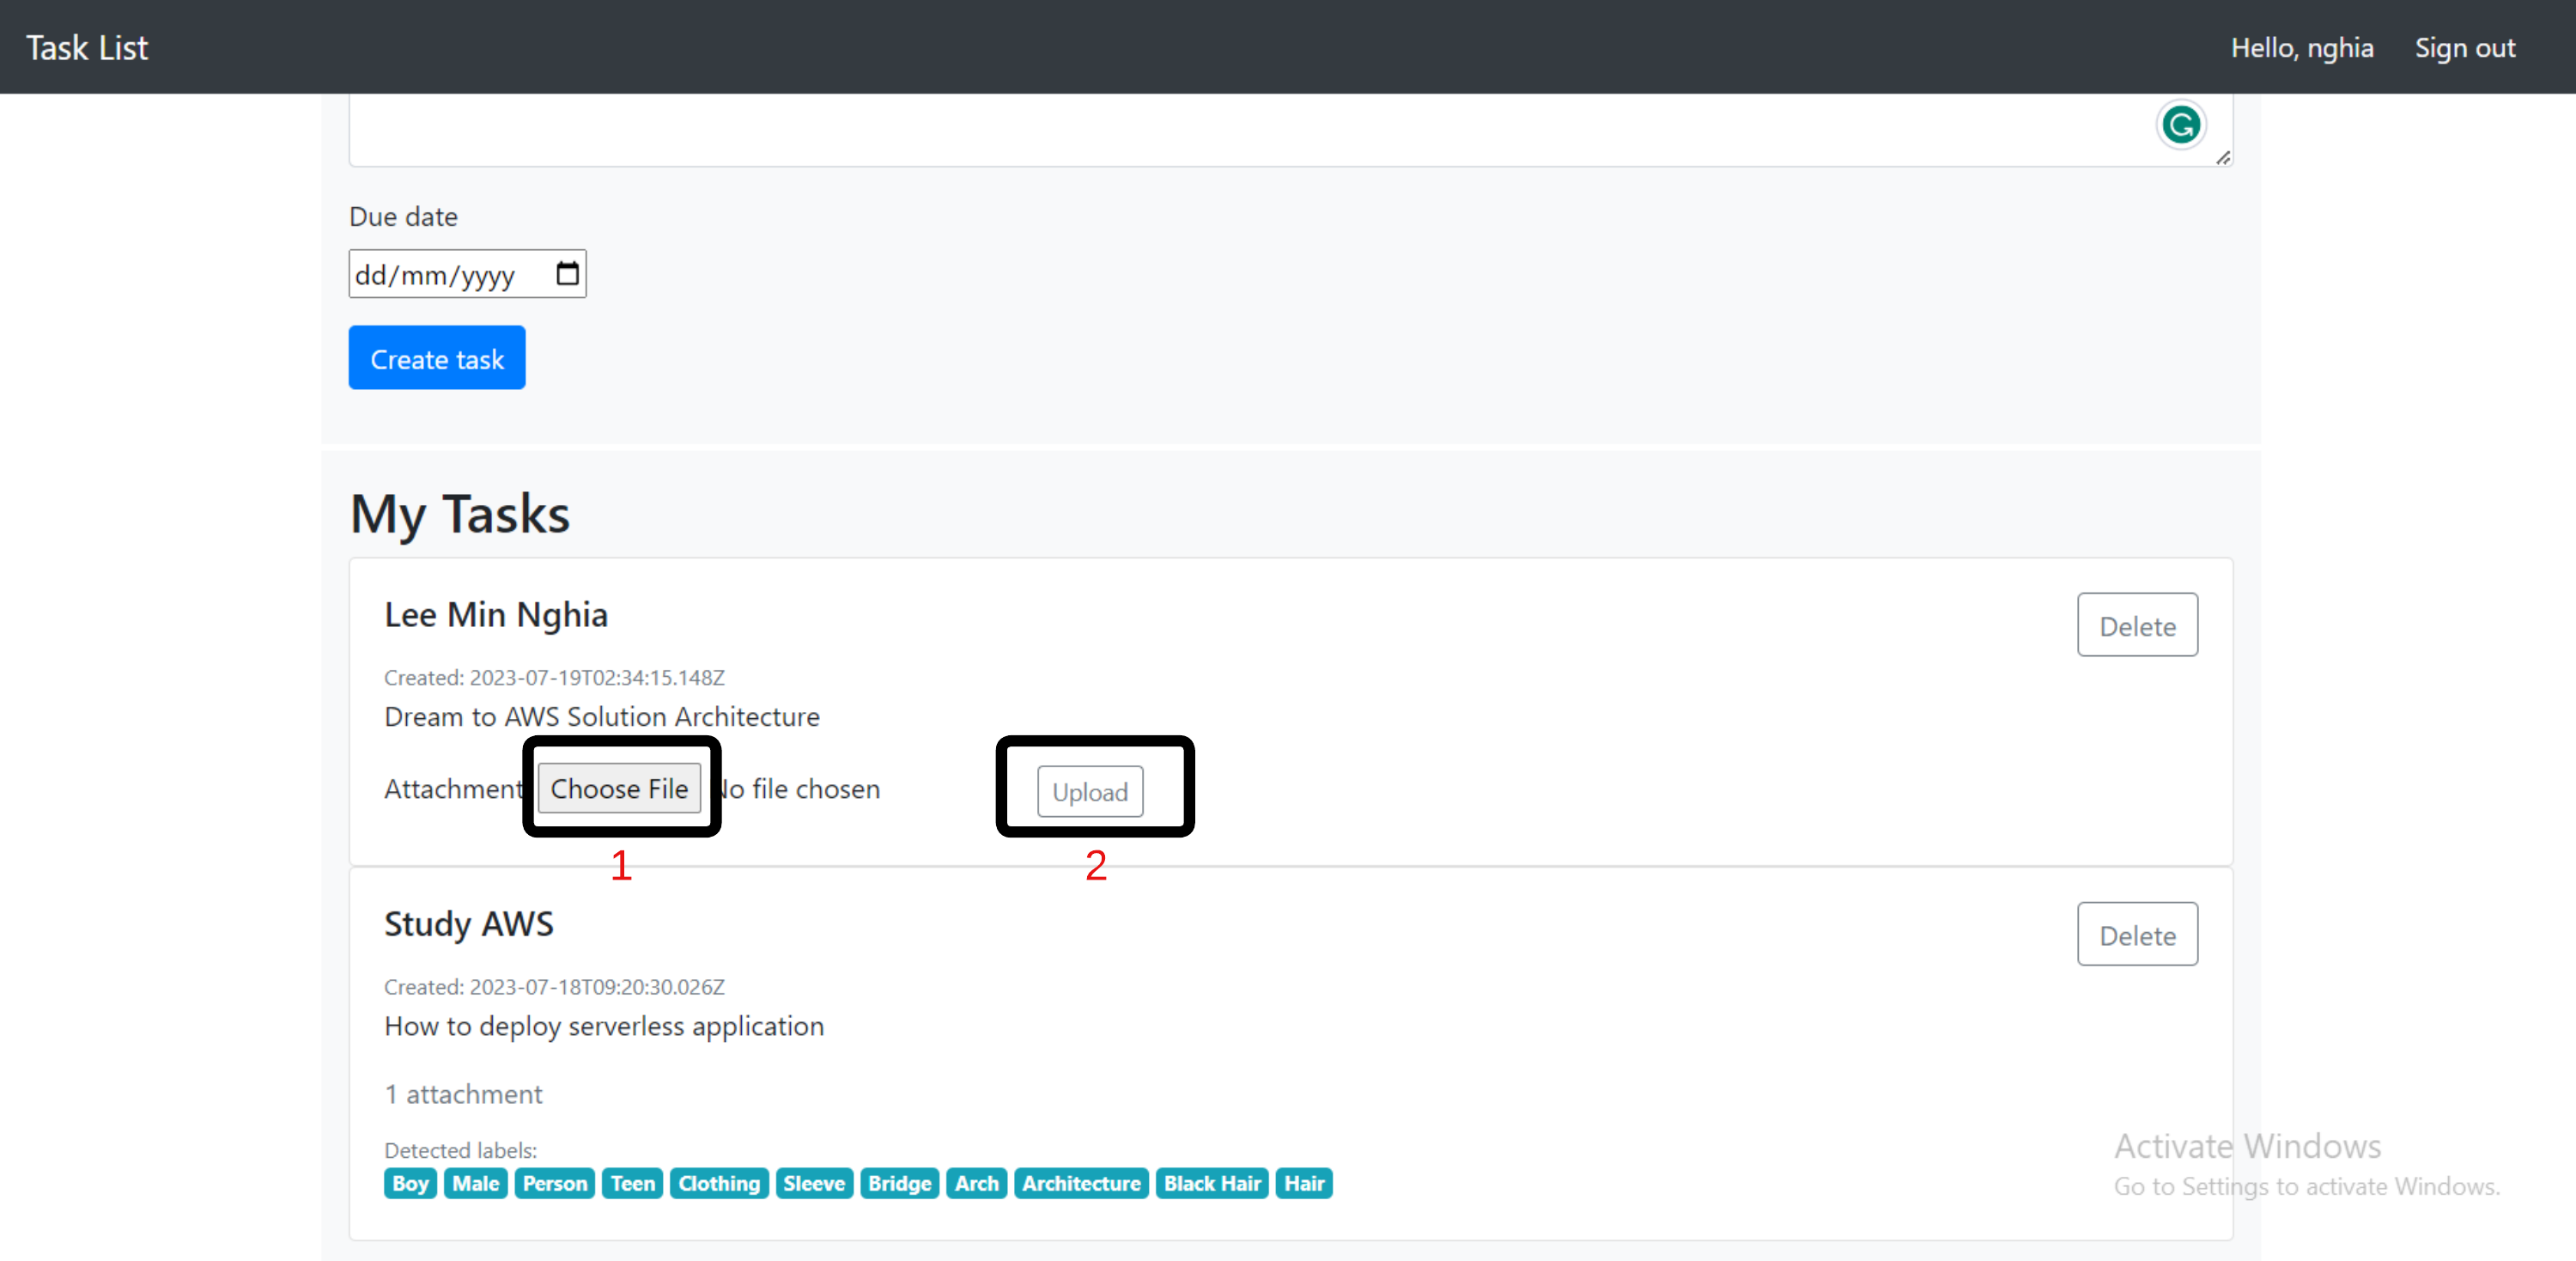 Task List Hello, nghia Sign out
Due date
dd/mm/yyyy
Create task
My Tasks
Lee Min Nghia Delete
Created: 2023-07-19T02:34:15.148Z
Dream to AWS Solution Architecture
Attachment Choose File No file chosen Upload
1 2
Study AWS Delete
Created: 2023-07-18T09:20:30.026Z
How to deploy serverless application
1 attachment
Detected labels:
Boy Male Person Teen Clothing Sleeve Bridge Arch Architecture Black Hair Hair
Activate Windows
Go to Settings to activate Windows.